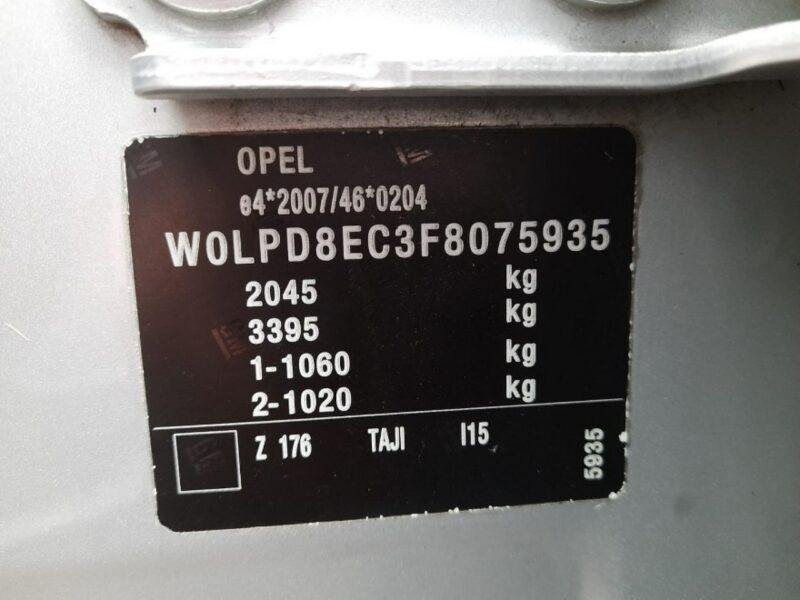 OPEL
e4*2007/46*0204
W0LPD8EC3F8075935
2045 kg
3395 kg
1-1060 kg
2-1020 kg
Z 176 TAJI I15
5935
GM